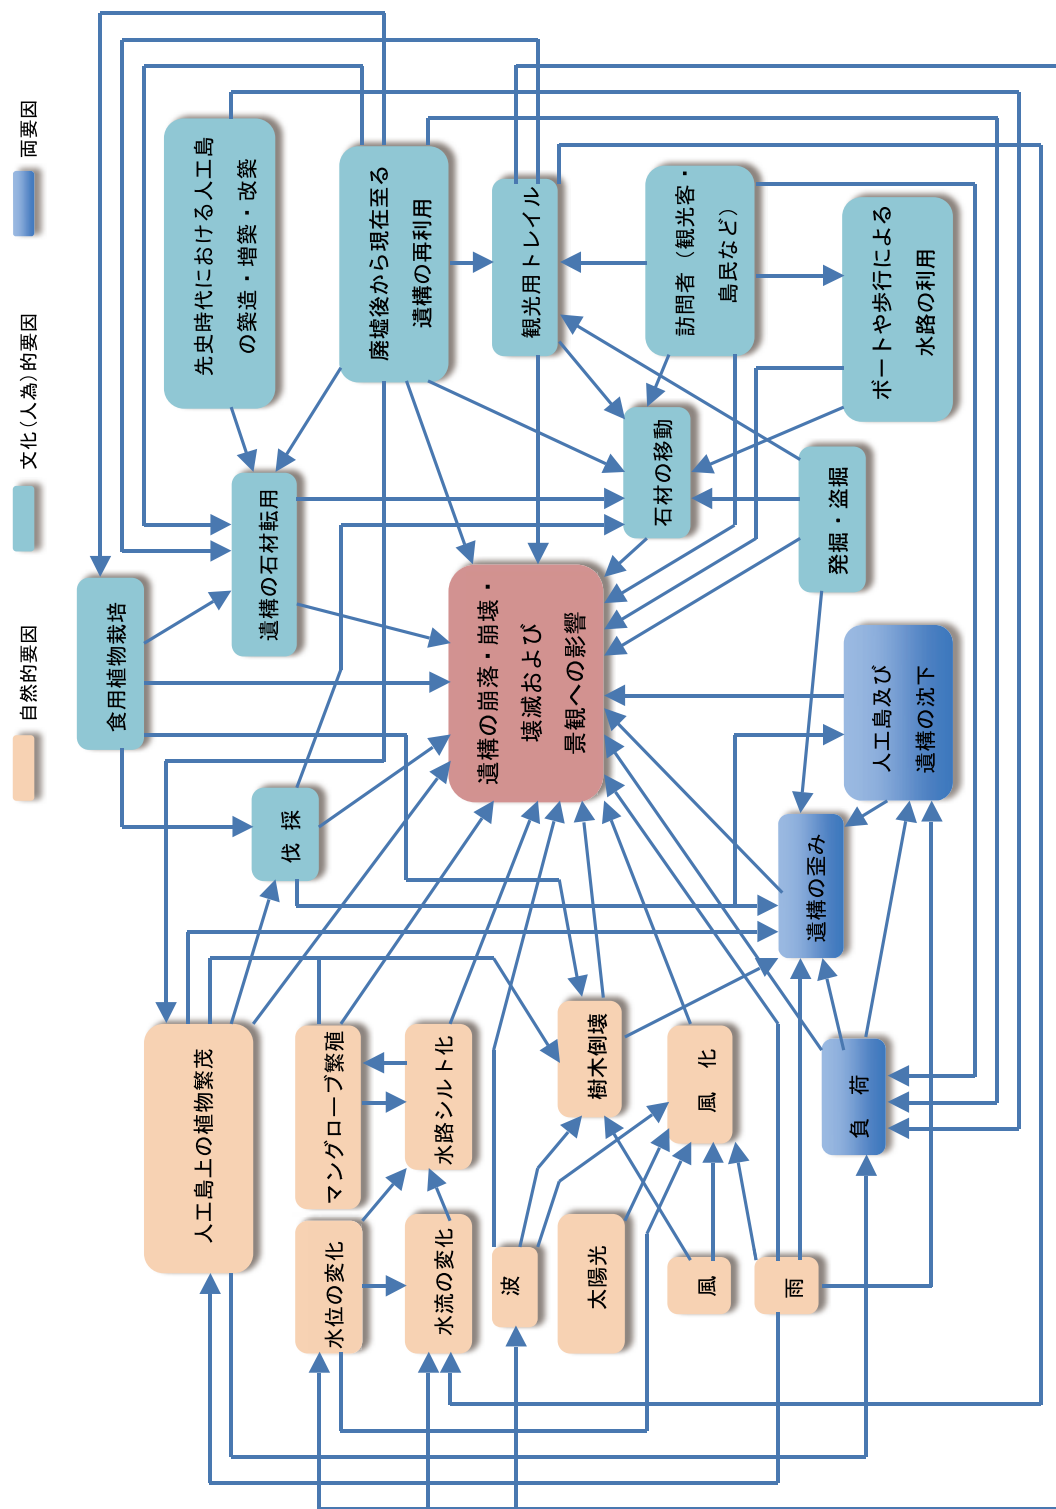 両要因
文化(人為)的要因
自然的要因
先史時代における人工島
の築造・増築・改築
廃墟後から現在至る
遺構の再利用
観光用トレイル
訪問者（観光客・
島民など）
ボートや歩行による
水路の利用
食用植物栽培
遺構の石材転用
石材の移動
発掘・盗掘
伐 採
遺構の崩落・崩壊・
壊滅および
景観への影響
人工島及び
遺構の沈下
遺構の歪み
人工島上の植物繁茂
マングローブ繁殖
水路シルト化
樹木倒壊
風 化
負 荷
水位の変化
水流の変化
波
太陽光
風
雨